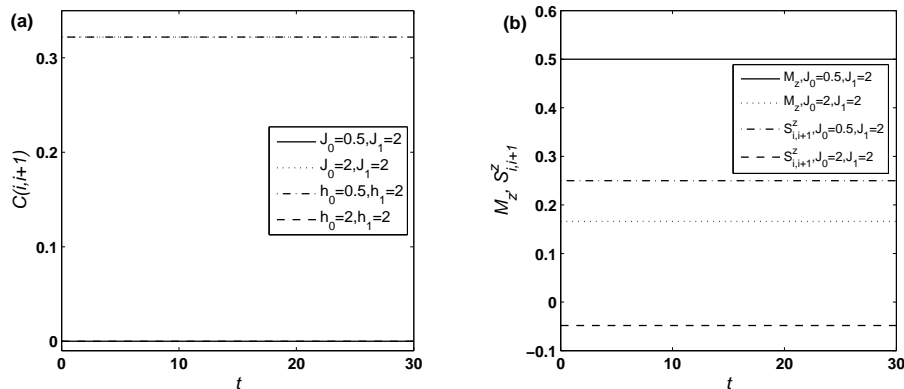 (a)
0.3
0.2
0.1
0
C(i,i+1)
J0=0.5,J1=2
J0=2,J1=2
h0=0.5,h1=2
h0=2,h1=2
0 10 20 30
t
(b)
0.6
0.5
0.4
0.3
0.2
0.1
0
−0.1
Mz, S^z_{i,i+1}
Mz,J0=0.5,J1=2
Mz,J0=2,J1=2
S^z_{i,i+1},J0=0.5,J1=2
S^z_{i,i+1},J0=2,J1=2
0 10 20 30
t